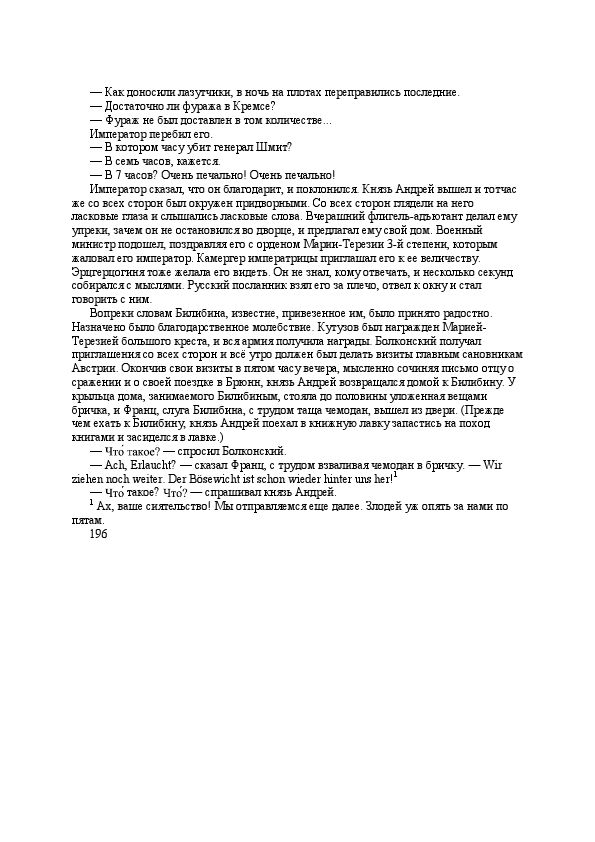 — Как доносили лазутчики, в ночь на плотах переправились последние.
— Достаточно ли фуража в Кремсе?
— Фураж не был доставлен в том количестве...
Император перебил его.
— В котором часу убит генерал Шмит?
— В семь часов, кажется.
— В 7 часов? Очень печально! Очень печально!
Император сказал, что он благодарит, и поклонился. Князь Андрей вышел и тотчас
же со всех сторон был окружен придворными. Со всех сторон глядели на него
ласковые глаза и слышались ласковые слова. Вчерашний флигель-адъютант делал ему
упреки, зачем он не остановился во дворце, и предлагал ему свой дом. Военный
министр подошел, поздравляя его с орденом Марии-Терезии 3-й степени, которым
жаловал его император. Камергер императрицы приглашал его к ее величеству.
Эрцгерцогиня тоже желала его видеть. Он не знал, кому отвечать, и несколько секунд
собирался с мыслями. Русский посланник взял его за плечо, отвел к окну и стал
говорить с ним.
Вопреки словам Билибина, известие, привезенное им, было принято радостно.
Назначено было благодарственное молебствие. Кутузов был награжден Марией-
Терезией большого креста, и вся армия получила награды. Болконский получал
приглашения со всех сторон и всё утро должен был делать визиты главным сановникам
Австрии. Окончив свои визиты в пятом часу вечера, мысленно сочиняя письмо отцу о
сражении и о своей поездке в Брюнн, князь Андрей возвращался домой к Билибину. У
крыльца дома, занимаемого Билибиным, стояла до половины уложенная вещами
бричка, и Франц, слуга Билибина, с трудом таща чемодан, вышел из двери. (Прежде
чем ехать к Билибину, князь Андрей поехал в книжную лавку запастись на поход
книгами и засиделся в лавке.)
— Что́ такое? — спросил Болконский.
— Ach, Erlaucht? — сказал Франц, с трудом взваливая чемодан в бричку. — Wir
ziehen noch weiter. Der Bösewicht ist schon wieder hinter uns her!¹
— Что́ такое? Что́? — спрашивал князь Андрей.
¹ Ах, ваше сиятельство! Мы отправляемся еще далее. Злодей уж опять за нами по
пятам.
196